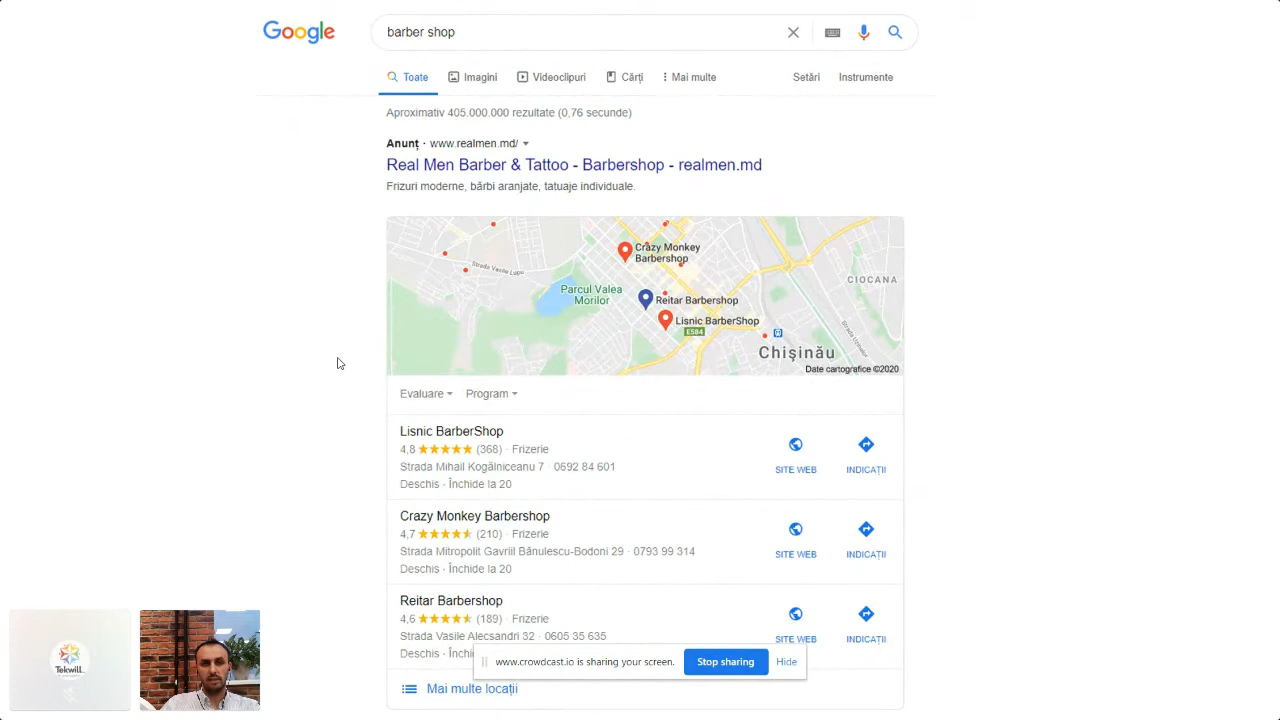 Google
barber shop
Toate
Imagini
Videoclipuri
Cărți
Mai multe
Setări
Instrumente
Aproximativ 405.000.000 rezultate (0,76 secunde)
Anunț · www.realmen.md/
Real Men Barber & Tattoo - Barbershop - realmen.md
Frizuri moderne, bărbi aranjate, tatuaje individuale.
Crazy Monkey
Barbershop
Strada Vasile Lupu
CIOCANA
Parcul Valea
Morilor
Reitar Barbershop
Lisnic BarberShop
E584
Chișinău
Date cartografice ©2020
Evaluare
Program
Lisnic BarberShop
4,8 (368) · Frizerie
Strada Mihail Kogălniceanu 7 · 0692 84 601
Deschis · Închide la 20
SITE WEB
INDICAȚII
Crazy Monkey Barbershop
4,7 (210) · Frizerie
Strada Mitropolit Gavriil Bănulescu-Bodoni 29 · 0793 99 314
Deschis · Închide la 20
SITE WEB
INDICAȚII
Reitar Barbershop
4,6 (189) · Frizerie
Strada Vasile Alecsandri 32 · 0605 35 635
SITE WEB
INDICAȚII
www.crowdcast.io is sharing your screen.
Stop sharing
Hide
Mai multe locații
Tekwill